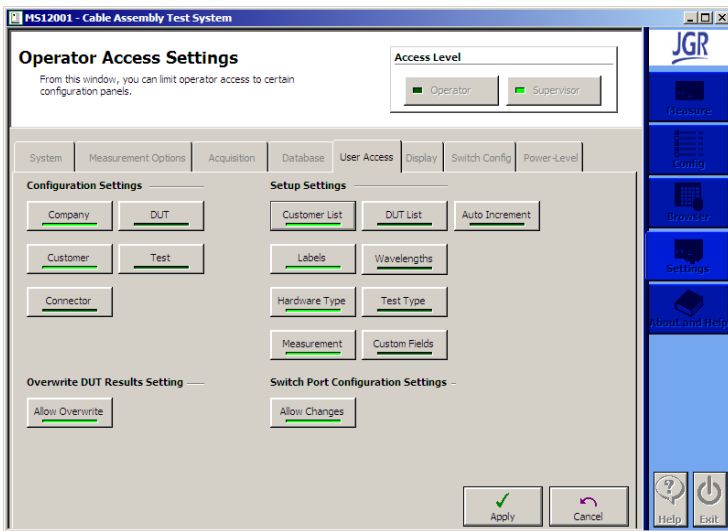 MS12001 - Cable Assembly Test System
JGR
Operator Access Settings
From this window, you can limit operator access to certain
configuration panels.
Access Level
Operator
Supervisor
Measure
Config
Browser
Settings
About and Help
System
Measurement Options
Acquisition
Database
User Access
Display
Switch Config
Power-Level
Configuration Settings
Company
DUT
Customer
Test
Connector
Setup Settings
Customer List
DUT List
Auto Increment
Labels
Wavelengths
Hardware Type
Test Type
Measurement
Custom Fields
Overwrite DUT Results Setting
Allow Overwrite
Switch Port Configuration Settings
Allow Changes
Apply
Cancel
Help
Exit